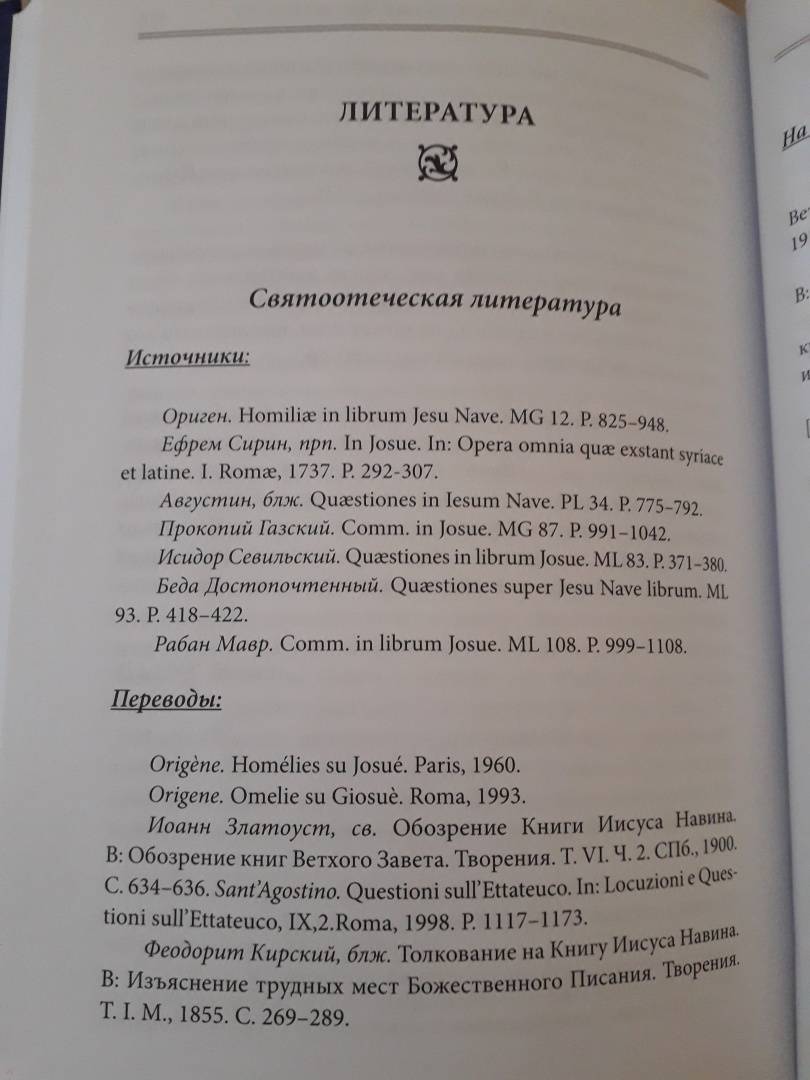 ЛИТЕРАТУРА
Святоотеческая литература
Источники:
Ориген. Homiliæ in librum Jesu Nave. MG 12. P. 825–948.
Ефрем Сирин, прп. In Josue. In: Opera omnia quæ exstant syriace
et latine. I. Romæ, 1737. P. 292-307.
Августин, блж. Quæstiones in Iesum Nave. PL 34. P. 775–792.
Прокопий Газский. Comm. in Josue. MG 87. P. 991–1042.
Исидор Севильский. Quæstiones in librum Josue. ML 83. P. 371–380.
Беда Достопочтенный. Quæstiones super Jesu Nave librum. ML
93. P. 418–422.
Рабан Мавр. Comm. in librum Josue. ML 108. P. 999–1108.
Переводы:
Origène. Homélies su Josué. Paris, 1960.
Origene. Omelie su Giosuè. Roma, 1993.
Иоанн Златоуст, св. Обозрение Книги Иисуса Навина.
В: Обозрение книг Ветхого Завета. Творения. Т. VI. Ч. 2. СПб., 1900.
С. 634–636. Sant’Agostino. Questioni sull’Ettateuco. In: Locuzioni e Ques-
tioni sull’Ettateuco, IX,2.Roma, 1998. P. 1117–1173.
Феодорит Кирский, блж. Толкование на Книгу Иисуса Навина.
В: Изъяснение трудных мест Божественного Писания. Творения.
Т. I. М., 1855. С. 269–289.
На
19
В: